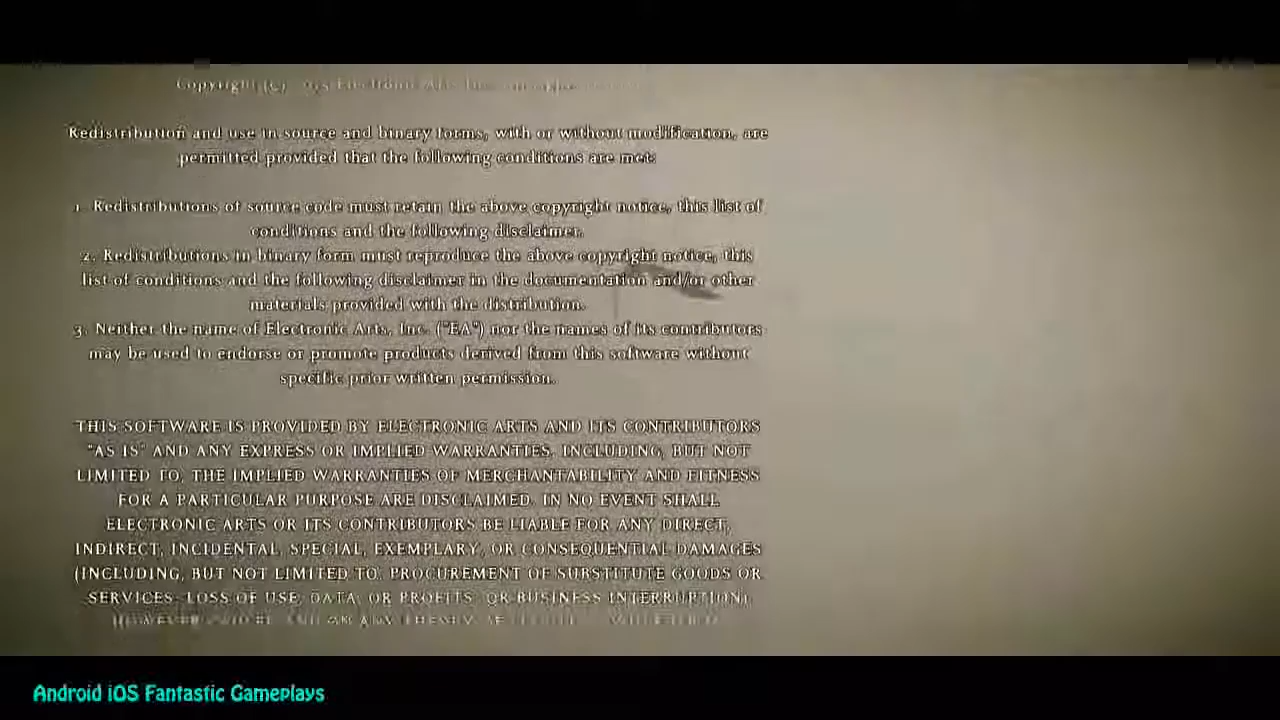 Copyright (C) Electronic Arts, Inc.
Redistribution and use in source and binary forms, with or without modification, are
permitted provided that the following conditions are met:
1. Redistributions of source code must retain the above copyright notice, this list of
conditions and the following disclaimer.
2. Redistributions in binary form must reproduce the above copyright notice, this
list of conditions and the following disclaimer in the documentation and/or other
materials provided with the distribution.
3. Neither the name of Electronic Arts, Inc. ("EA") nor the names of its contributors
may be used to endorse or promote products derived from this software without
specific prior written permission.
THIS SOFTWARE IS PROVIDED BY ELECTRONIC ARTS AND ITS CONTRIBUTORS
"AS IS" AND ANY EXPRESS OR IMPLIED WARRANTIES, INCLUDING, BUT NOT
LIMITED TO, THE IMPLIED WARRANTIES OF MERCHANTABILITY AND FITNESS
FOR A PARTICULAR PURPOSE ARE DISCLAIMED. IN NO EVENT SHALL
ELECTRONIC ARTS OR ITS CONTRIBUTORS BE LIABLE FOR ANY DIRECT,
INDIRECT, INCIDENTAL, SPECIAL, EXEMPLARY, OR CONSEQUENTIAL DAMAGES
(INCLUDING, BUT NOT LIMITED TO, PROCUREMENT OF SUBSTITUTE GOODS OR
SERVICES; LOSS OF USE, DATA, OR PROFITS; OR BUSINESS INTERRUPTION)
Android iOS Fantastic Gameplays